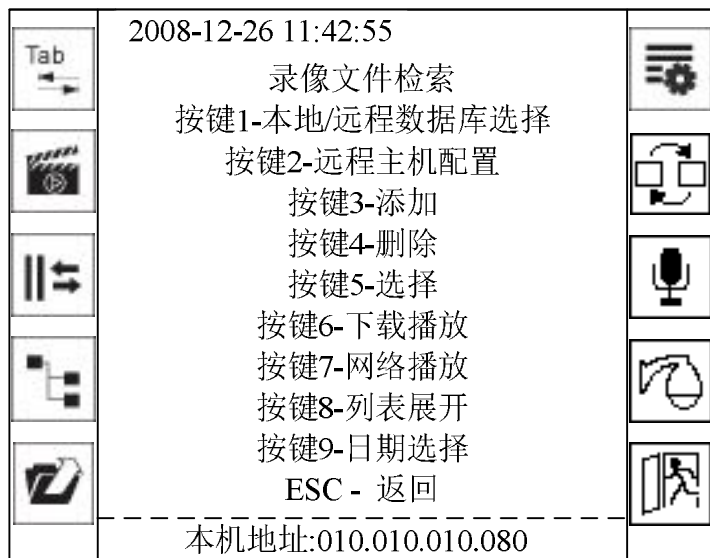 2008-12-26 11:42:55
Tab
录像文件检索
按键1-本地/远程数据库选择
按键2-远程主机配置
按键3-添加
按键4-删除
按键5-选择
按键6-下载播放
按键7-网络播放
按键8-列表展开
按键9-日期选择
ESC - 返回
本机地址:010.010.010.080